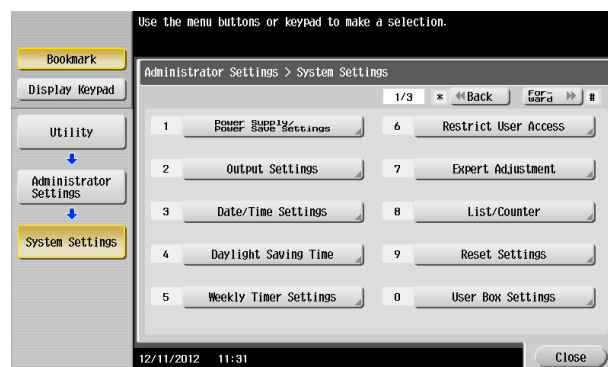 Use the menu buttons or keypad to make a selection.
Bookmark
Display Keypad
Utility
Administrator
Settings
System Settings
Administrator Settings > System Settings
1/3 * Back For-
ward #
1 Power Supply/
Power Save Settings
6 Restrict User Access
2 Output Settings
7 Expert Adjustment
3 Date/Time Settings
8 List/Counter
4 Daylight Saving Time
9 Reset Settings
5 Weekly Timer Settings
0 User Box Settings
12/11/2012 11:31
Close